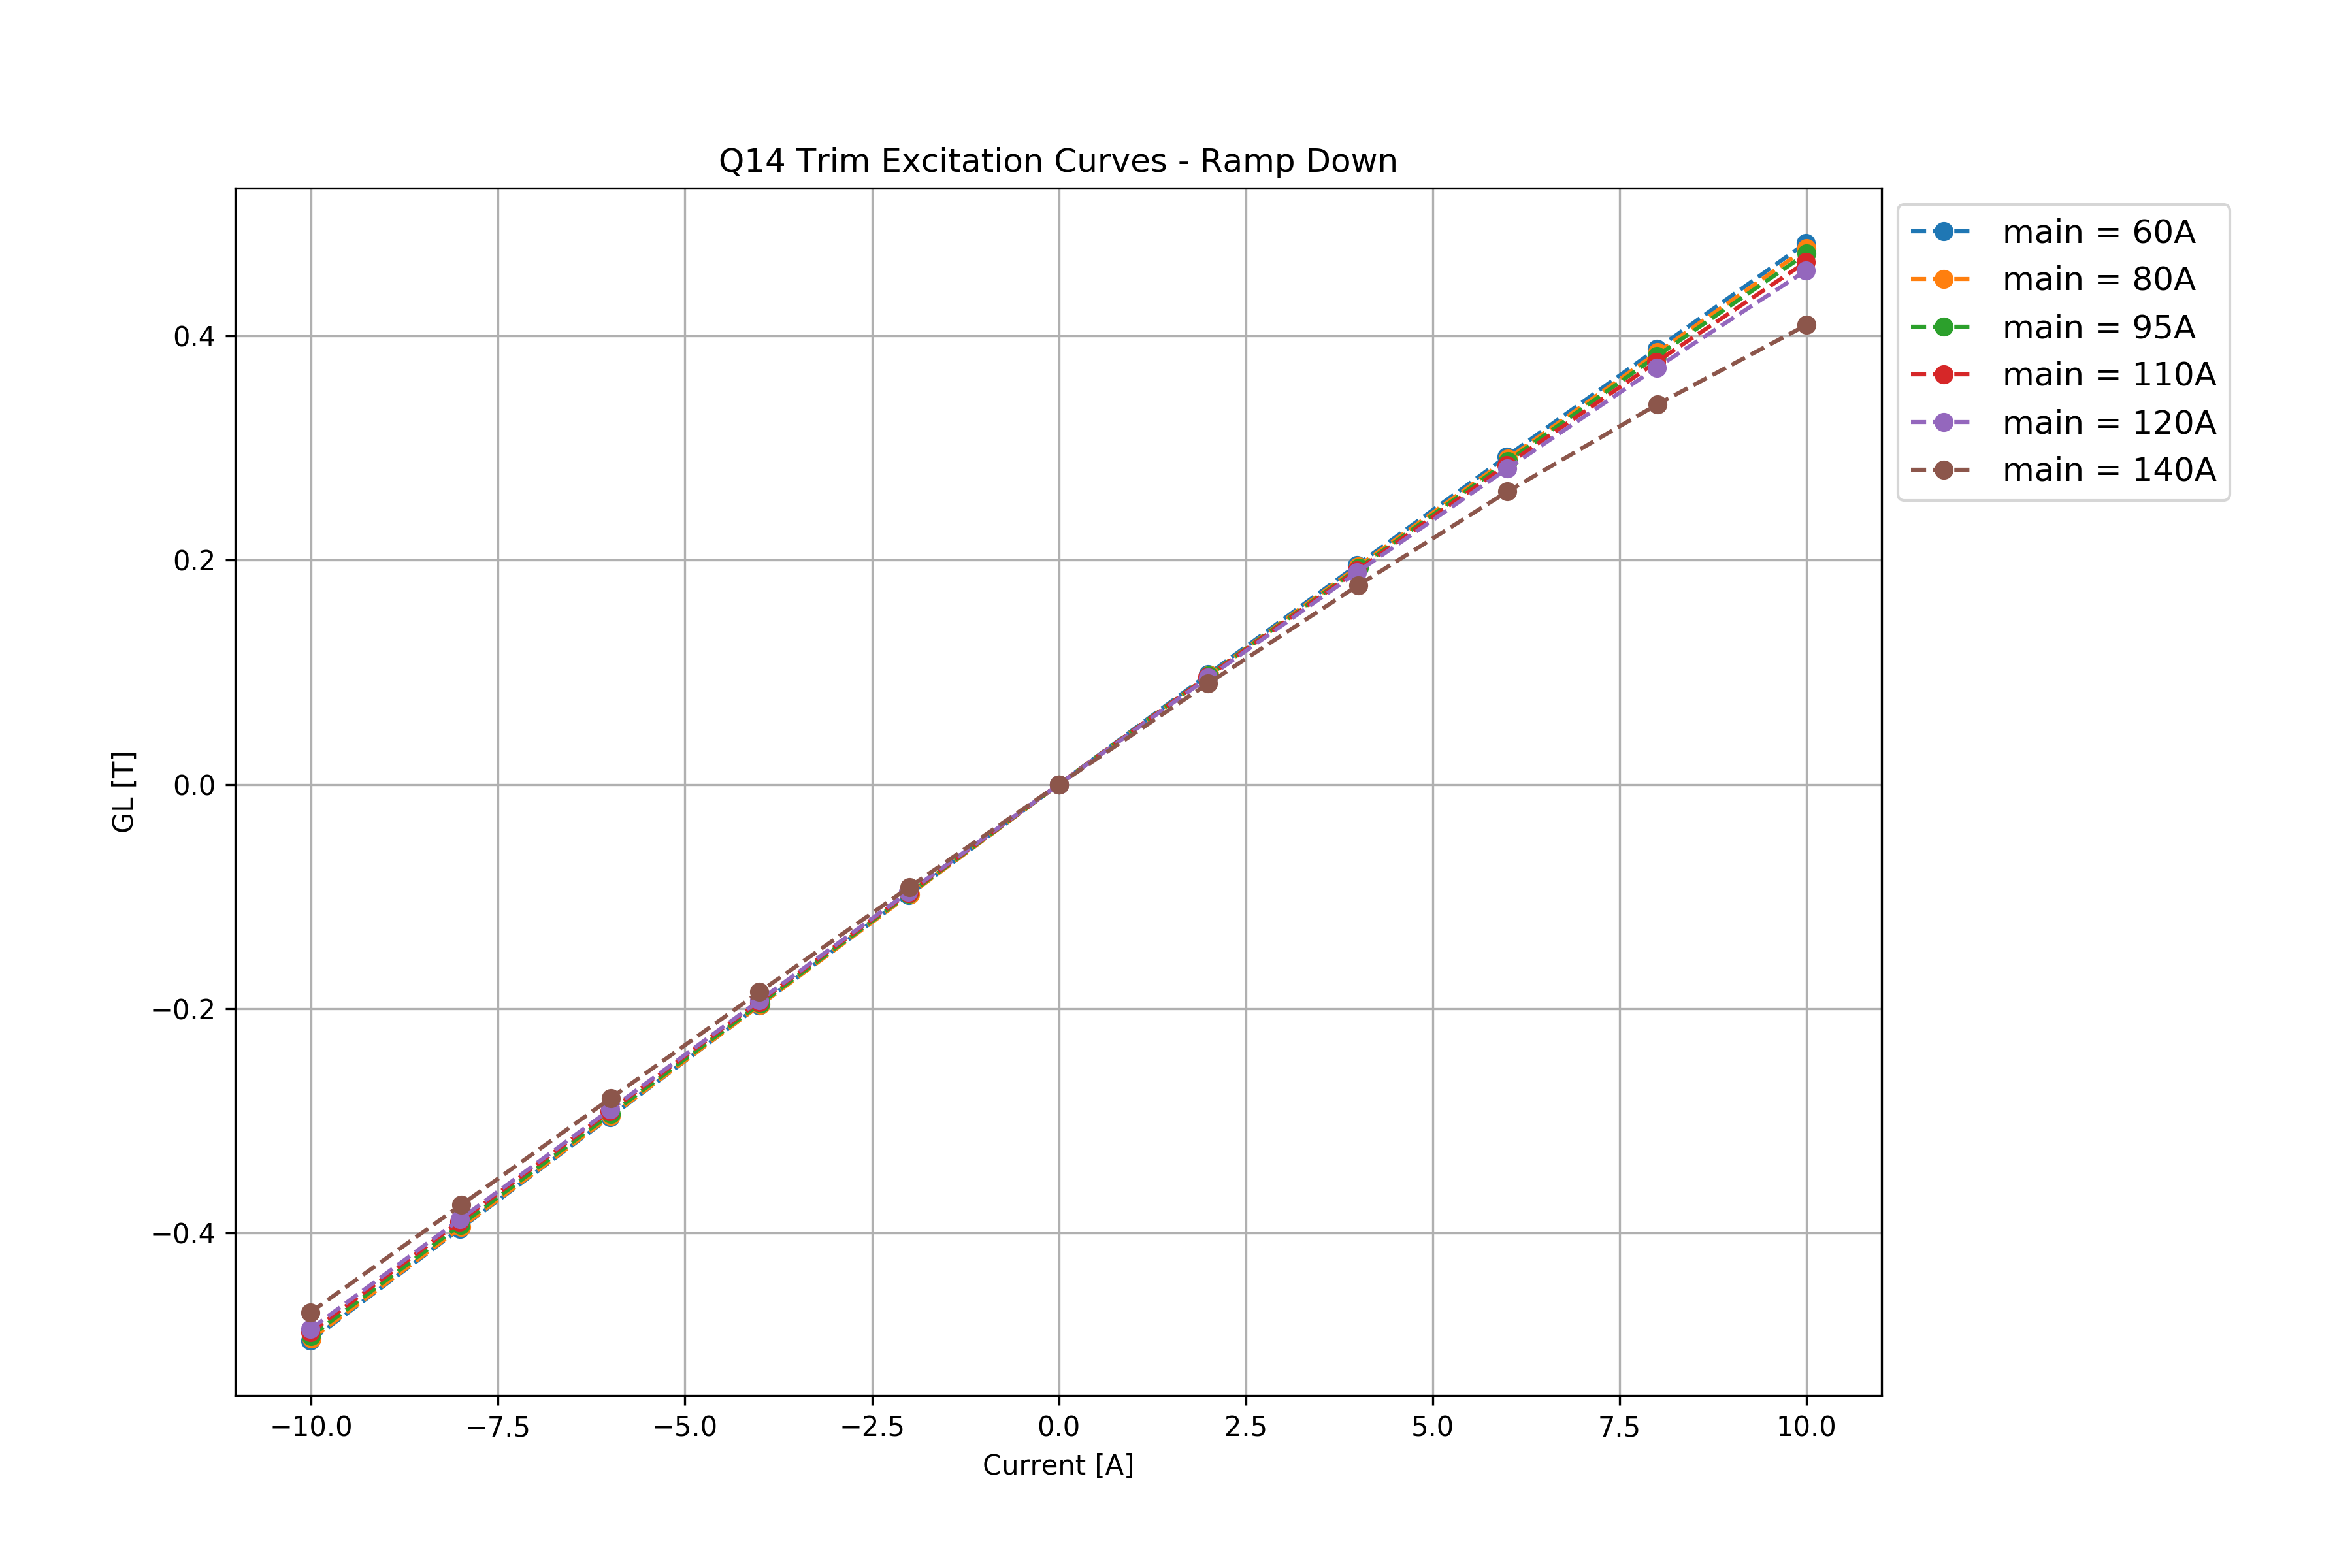 Q14 Trim Excitation Curves - Ramp Down
main = 60A
main = 80A
main = 95A
main = 110A
main = 120A
main = 140A
GL [T]
0.4
0.2
0.0
−0.2
−0.4
−10.0 −7.5 −5.0 −2.5 0.0 2.5 5.0 7.5 10.0
Current [A]